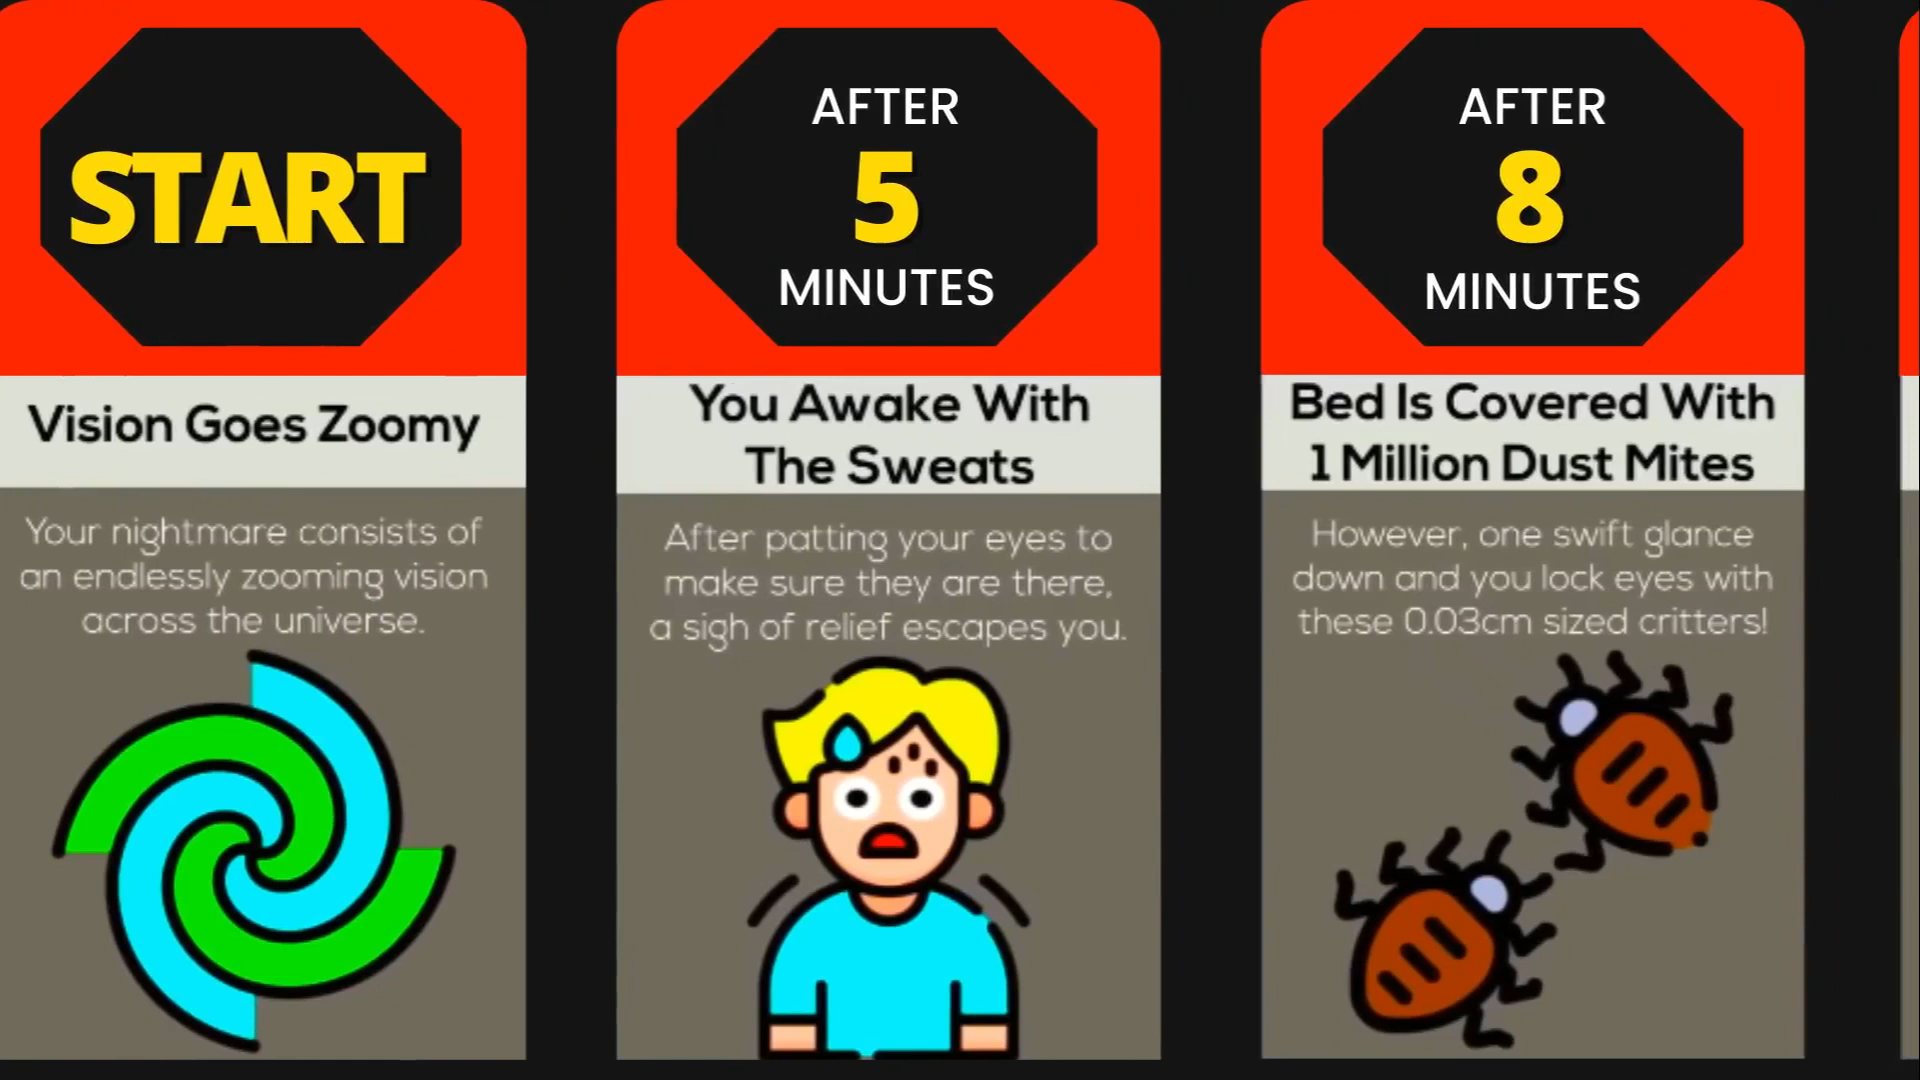 START
Vision Goes Zoomy
Your nightmare consists of
an endlessly zooming vision
across the universe.
AFTER
5
MINUTES
You Awake With
The Sweats
After patting your eyes to
make sure they are there,
a sigh of relief escapes you.
AFTER
8
MINUTES
Bed Is Covered With
1 Million Dust Mites
However, one swift glance
down and you lock eyes with
these 0.03cm sized critters!